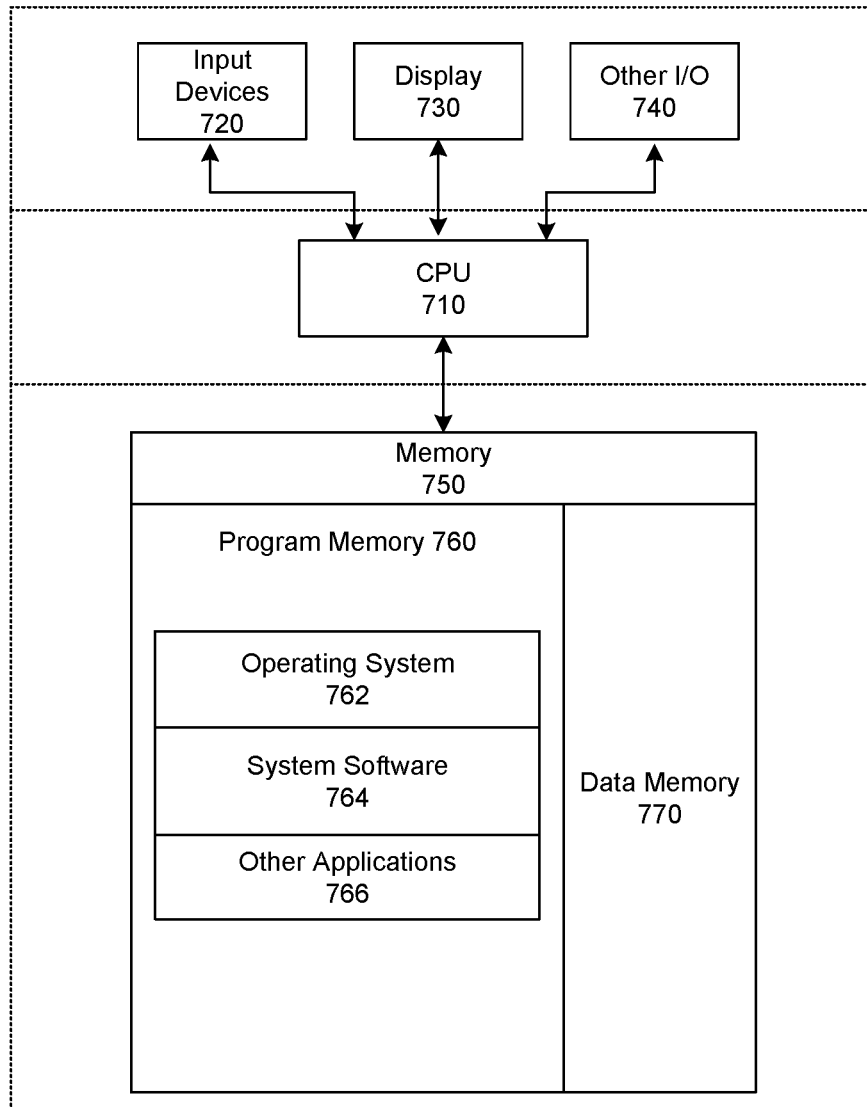 Input
Devices
720
Display
730
Other I/O
740
CPU
710
Memory
750
Program Memory 760
Operating System
762
System Software
764
Other Applications
766
Data Memory
770